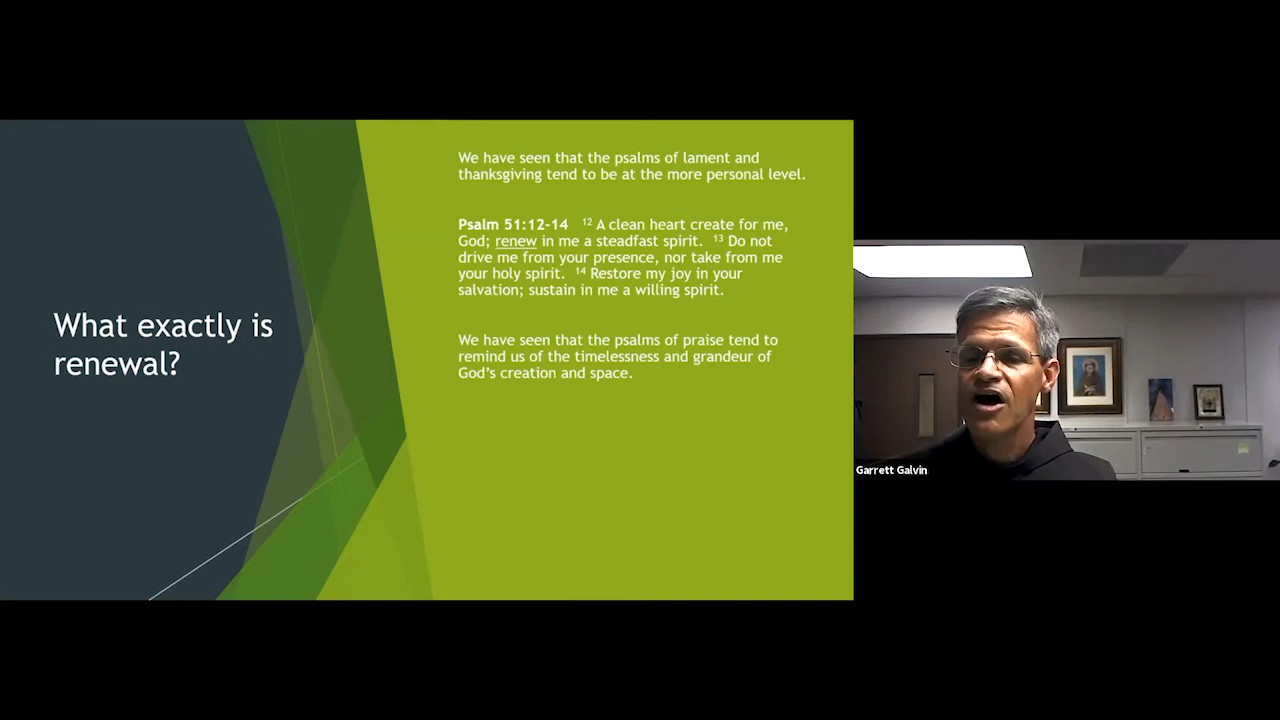 What exactly is
renewal?
We have seen that the psalms of lament and
thanksgiving tend to be at the more personal level.
Psalm 51:12-14 12 A clean heart create for me,
God; renew in me a steadfast spirit. 13 Do not
drive me from your presence, nor take from me
your holy spirit. 14 Restore my joy in your
salvation; sustain in me a willing spirit.
We have seen that the psalms of praise tend to
remind us of the timelessness and grandeur of
God's creation and space.
Garrett Galvin